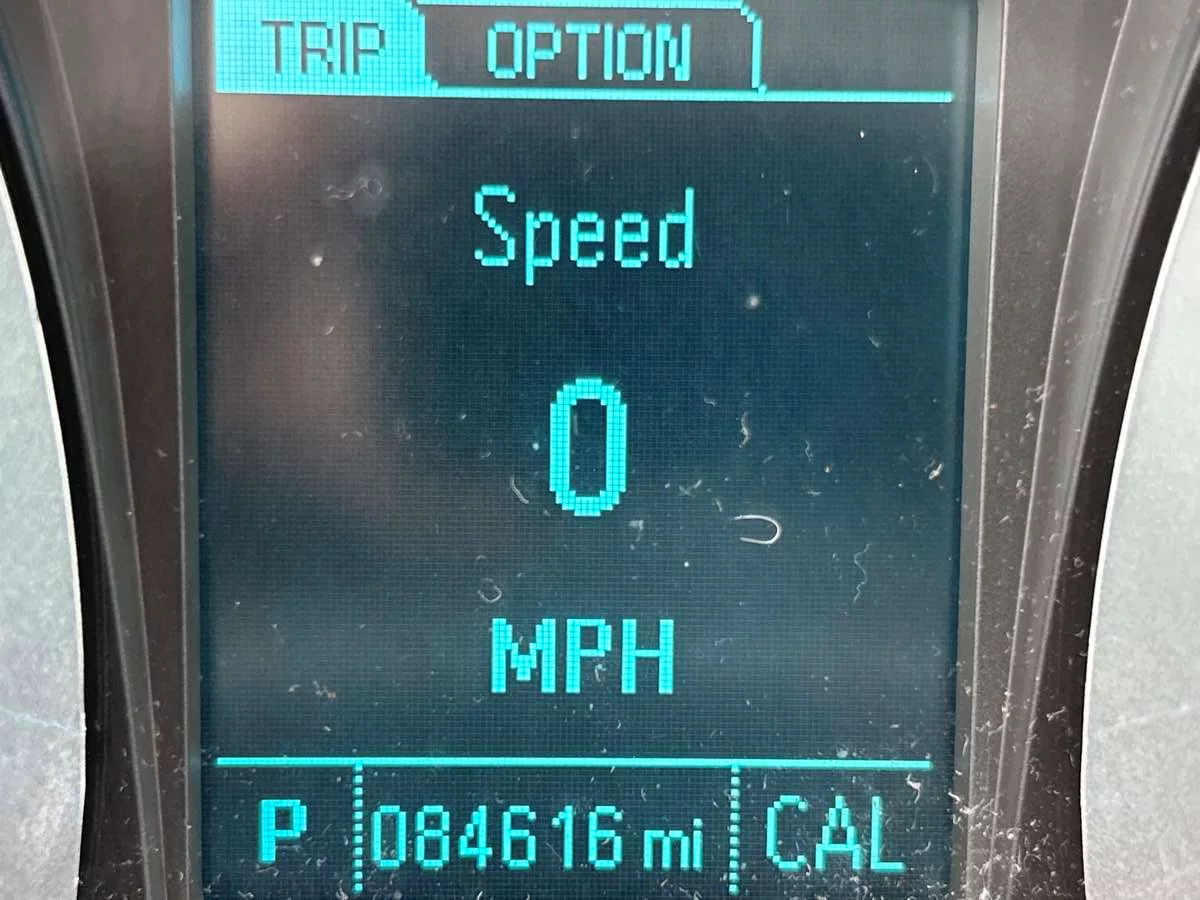 TRIP OPTION
Speed
0
MPH
P 084616 mi CAL